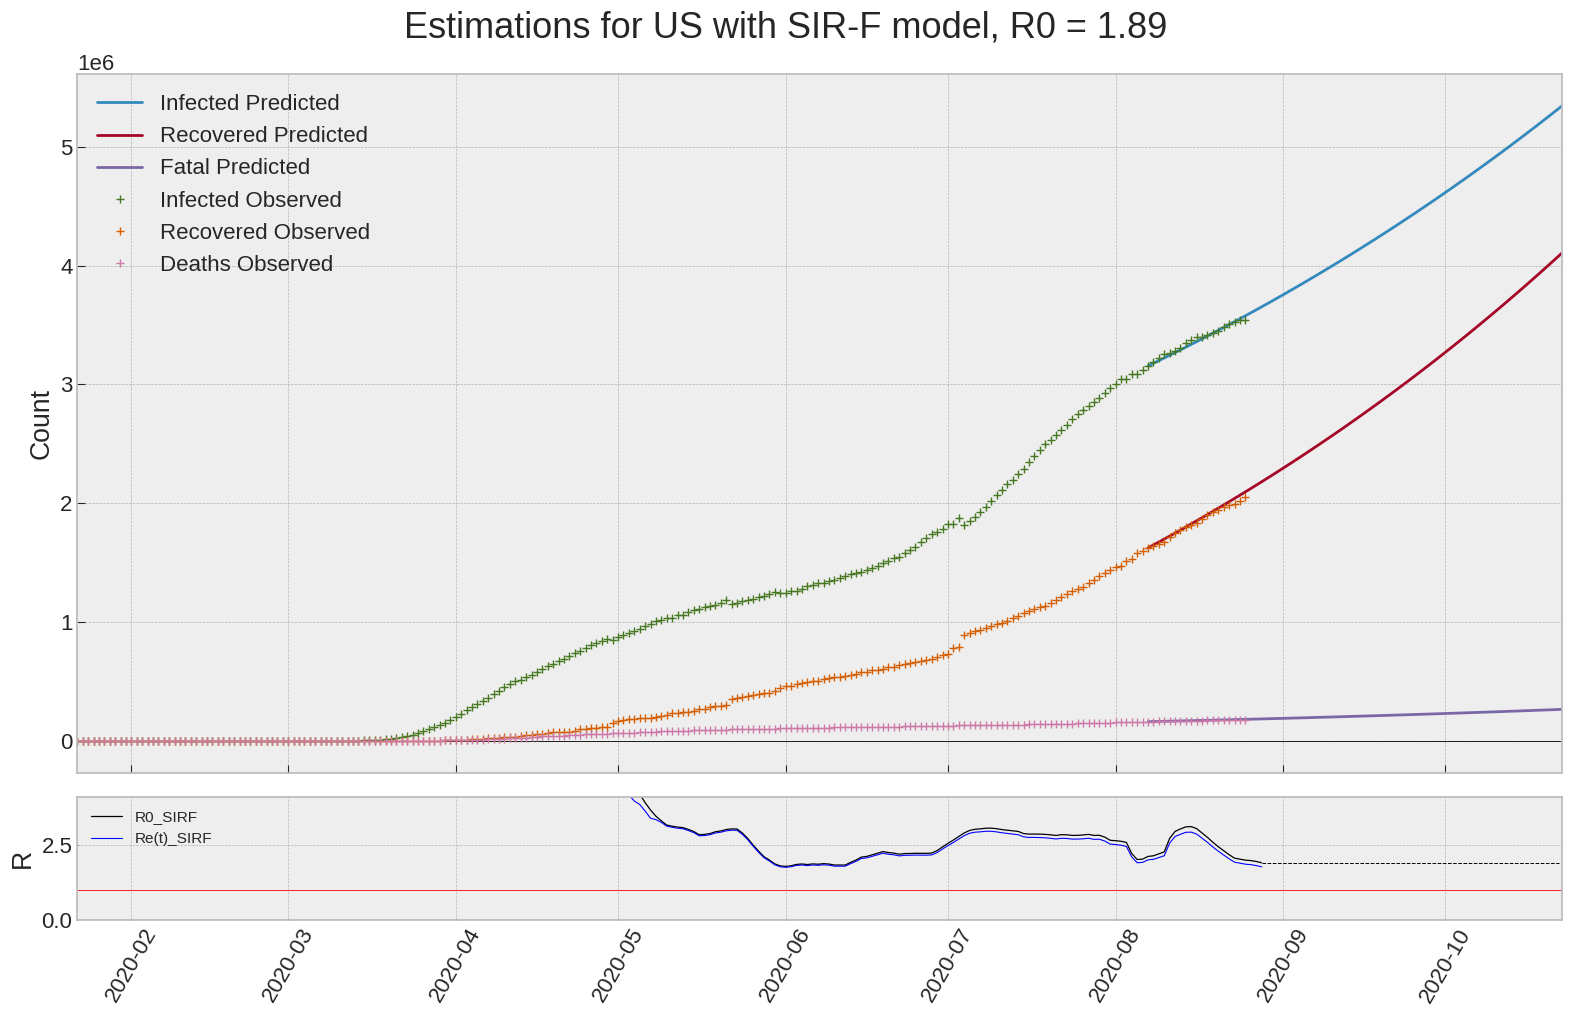 Estimations for US with SIR-F model, R0 = 1.89
1e6
Infected Predicted
Recovered Predicted
Fatal Predicted
Infected Observed
Recovered Observed
Deaths Observed
5
4
3
2
1
0
Count
R0_SIRF
Re(t)_SIRF
2.5
0.0
R
2020-02
2020-03
2020-04
2020-05
2020-06
2020-07
2020-08
2020-09
2020-10